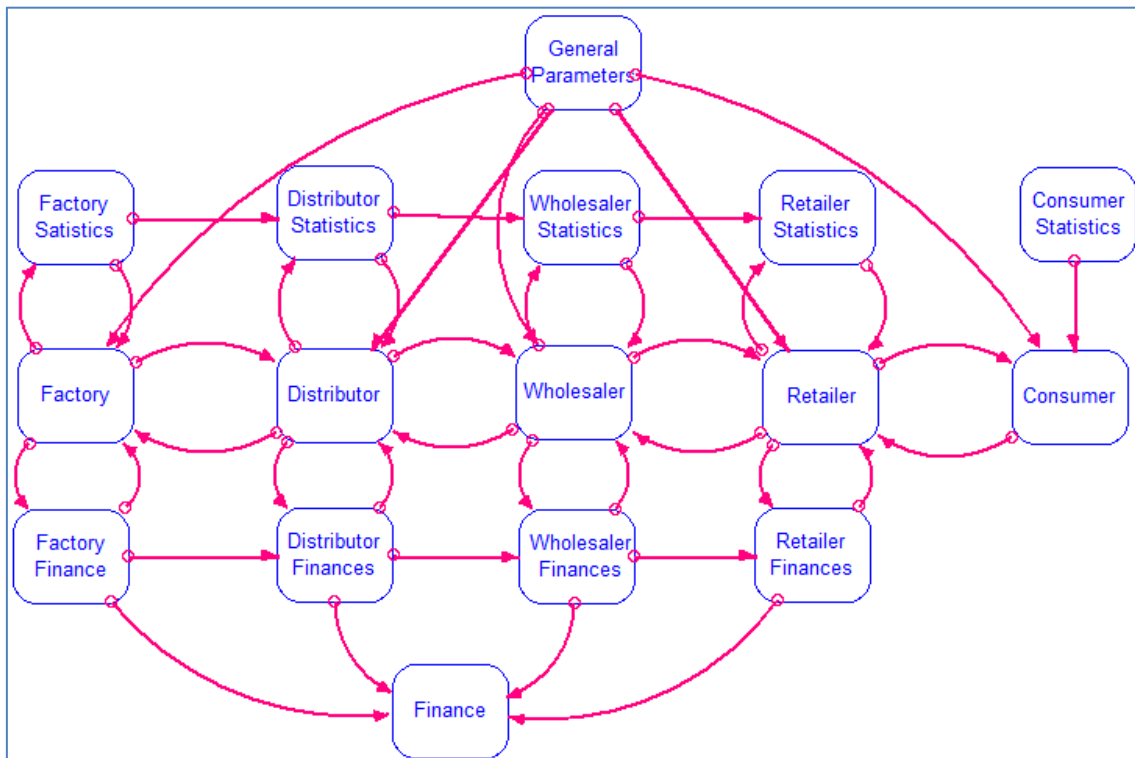 General
Parameters
Factory
Satistics
Distributor
Statistics
Wholesaler
Statistics
Retailer
Statistics
Consumer
Statistics
Factory
Distributor
Wholesaler
Retailer
Consumer
Factory
Finance
Distributor
Finances
Wholesaler
Finances
Retailer
Finances
Finance